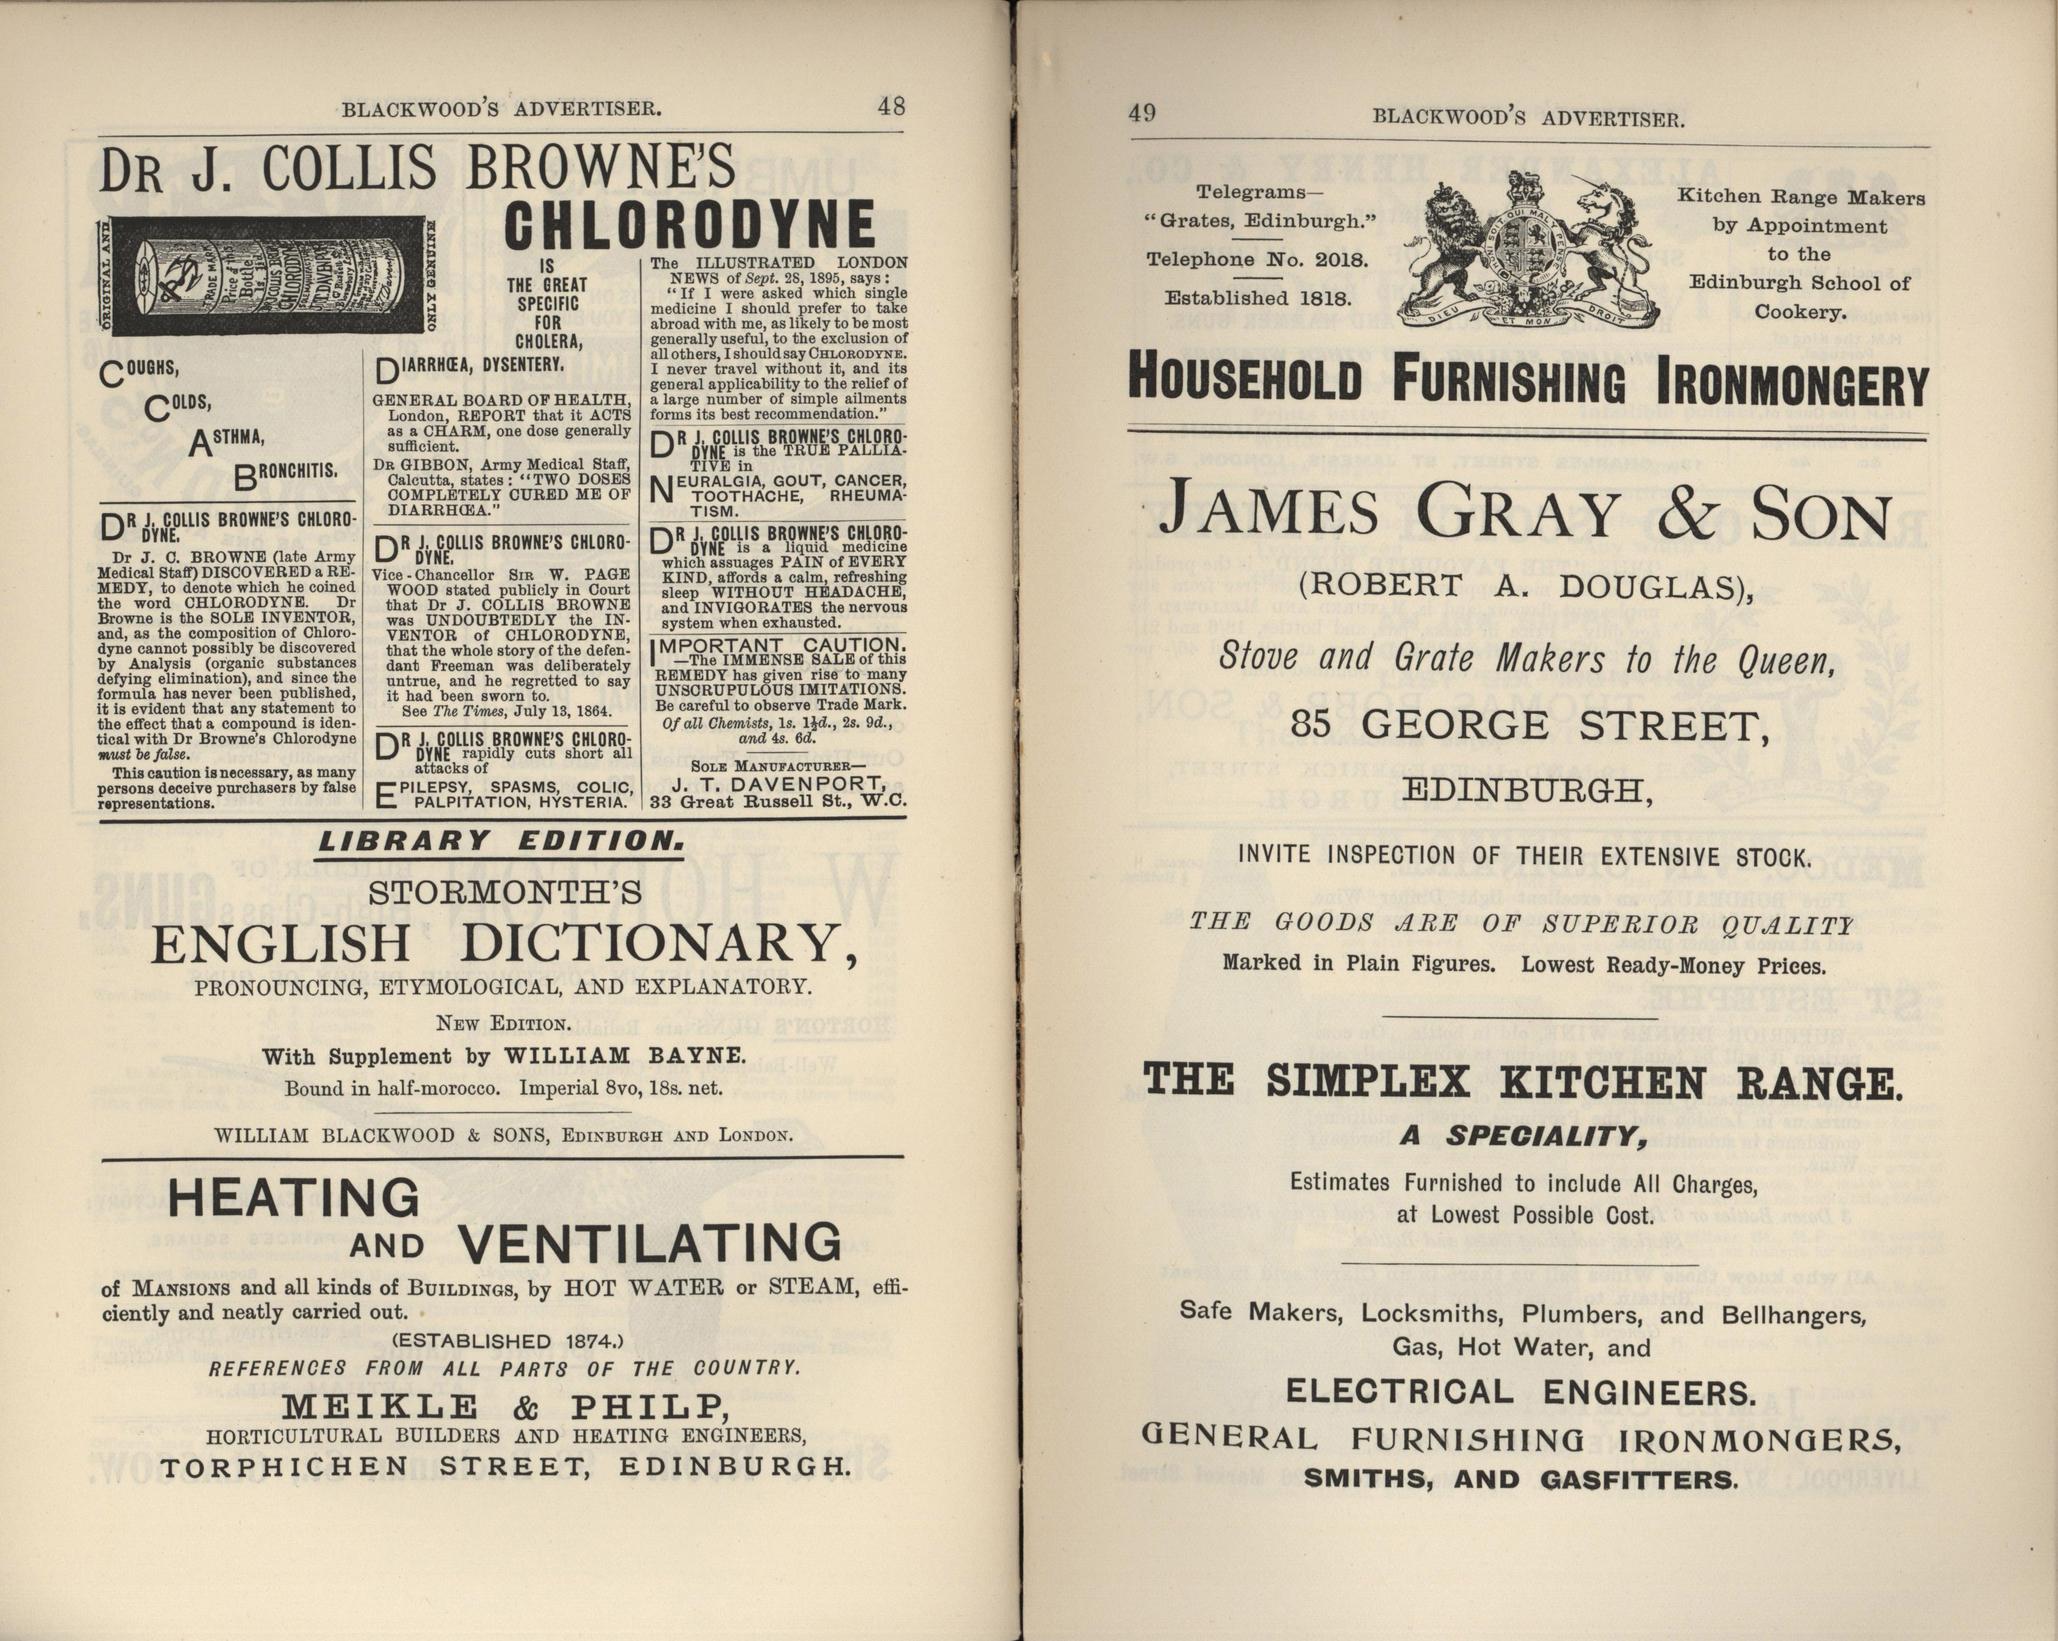 BLACKWOOD'S ADVERTISER. 48
DR J. COLLIS BROWNE'S
CHLORODYNE
ORIGINAL AND
ONLY GENUINE
TRADE MARK
IS
THE GREAT
SPECIFIC
FOR
CHOLERA,
COUGHS,
COLDS,
ASTHMA,
BRONCHITIS.
DR J. COLLIS BROWNE'S CHLORO-
DYNE.
Dr J. C. BROWNE (late Army
Medical Staff) DISCOVERED a RE-
MEDY, to denote which he coined
the word CHLORODYNE. Dr
Browne is the SOLE INVENTOR,
and, as the composition of Chloro-
dyne cannot possibly be discovered
by Analysis (organic substances
defying elimination), and since the
formula has never been published,
it is evident that any statement to
the effect that a compound is iden-
tical with Dr Browne's Chlorodyne
must be false.
This caution is necessary, as many
persons deceive purchasers by false
representations.
DIARRHŒA, DYSENTERY.
GENERAL BOARD OF HEALTH,
London, REPORT that it ACTS
as a CHARM, one dose generally
sufficient.
DR GIBBON, Army Medical Staff,
Calcutta, states: "TWO DOSES
COMPLETELY CURED ME OF
DIARRHŒA."
DR J. COLLIS BROWNE'S CHLORO-
DYNE.
Vice-Chancellor SIR W. PAGE
WOOD stated publicly in Court
that Dr J. COLLIS BROWNE
was UNDOUBTEDLY the IN-
VENTOR of CHLORODYNE,
that the whole story of the defen-
dant Freeman was deliberately
untrue, and he regretted to say
it had been sworn to.
See The Times, July 13, 1864.
DR J. COLLIS BROWNE'S CHLORO-
DYNE rapidly cuts short all
attacks of
EPILEPSY, SPASMS, COLIC,
PALPITATION, HYSTERIA.
The ILLUSTRATED LONDON
NEWS of Sept. 28, 1895, says:
"If I were asked which single
medicine I should prefer to take
abroad with me, as likely to be most
generally useful, to the exclusion of
all others, I should say CHLORODYNE.
I never travel without it, and its
general applicability to the relief of
a large number of simple ailments
forms its best recommendation."
DR J. COLLIS BROWNE'S CHLORO-
DYNE is the TRUE PALLIA-
TIVE in
NEURALGIA, GOUT, CANCER,
TOOTHACHE, RHEUMA-
TISM.
DR J. COLLIS BROWNE'S CHLORO-
DYNE is a liquid medicine
which assuages PAIN of EVERY
KIND, affords a calm, refreshing
sleep WITHOUT HEADACHE,
and INVIGORATES the nervous
system when exhausted.
IMPORTANT CAUTION.
—The IMMENSE SALE of this
REMEDY has given rise to many
UNSCRUPULOUS IMITATIONS.
Be careful to observe Trade Mark.
Of all Chemists, 1s. 1½d., 2s. 9d.,
and 4s. 6d.
SOLE MANUFACTURER—
J. T. DAVENPORT,
33 Great Russell St., W.C.
LIBRARY EDITION.
STORMONTH'S
ENGLISH DICTIONARY,
PRONOUNCING, ETYMOLOGICAL, AND EXPLANATORY.
NEW EDITION.
With Supplement by WILLIAM BAYNE.
Bound in half-morocco. Imperial 8vo, 18s. net.
WILLIAM BLACKWOOD & SONS, EDINBURGH AND LONDON.
HEATING
AND VENTILATING
of MANSIONS and all kinds of BUILDINGS, by HOT WATER or STEAM, effi-
ciently and neatly carried out.
(ESTABLISHED 1874.)
REFERENCES FROM ALL PARTS OF THE COUNTRY.
MEIKLE & PHILP,
HORTICULTURAL BUILDERS AND HEATING ENGINEERS,
TORPHICHEN STREET, EDINBURGH.
49 BLACKWOOD'S ADVERTISER.
Telegrams—
"Grates, Edinburgh."
Telephone No. 2018.
Established 1818.
HONI SOIT QUI MAL Y PENSE
DIEU ET MON DROIT
Kitchen Range Makers
by Appointment
to the
Edinburgh School of
Cookery.
HOUSEHOLD FURNISHING IRONMONGERY
JAMES GRAY & SON
(ROBERT A. DOUGLAS),
Stove and Grate Makers to the Queen,
85 GEORGE STREET,
EDINBURGH,
INVITE INSPECTION OF THEIR EXTENSIVE STOCK.
THE GOODS ARE OF SUPERIOR QUALITY
Marked in Plain Figures. Lowest Ready-Money Prices.
THE SIMPLEX KITCHEN RANGE.
A SPECIALITY,
Estimates Furnished to include All Charges,
at Lowest Possible Cost.
Safe Makers, Locksmiths, Plumbers, and Bellhangers,
Gas, Hot Water, and
ELECTRICAL ENGINEERS.
GENERAL FURNISHING IRONMONGERS,
SMITHS, AND GASFITTERS.